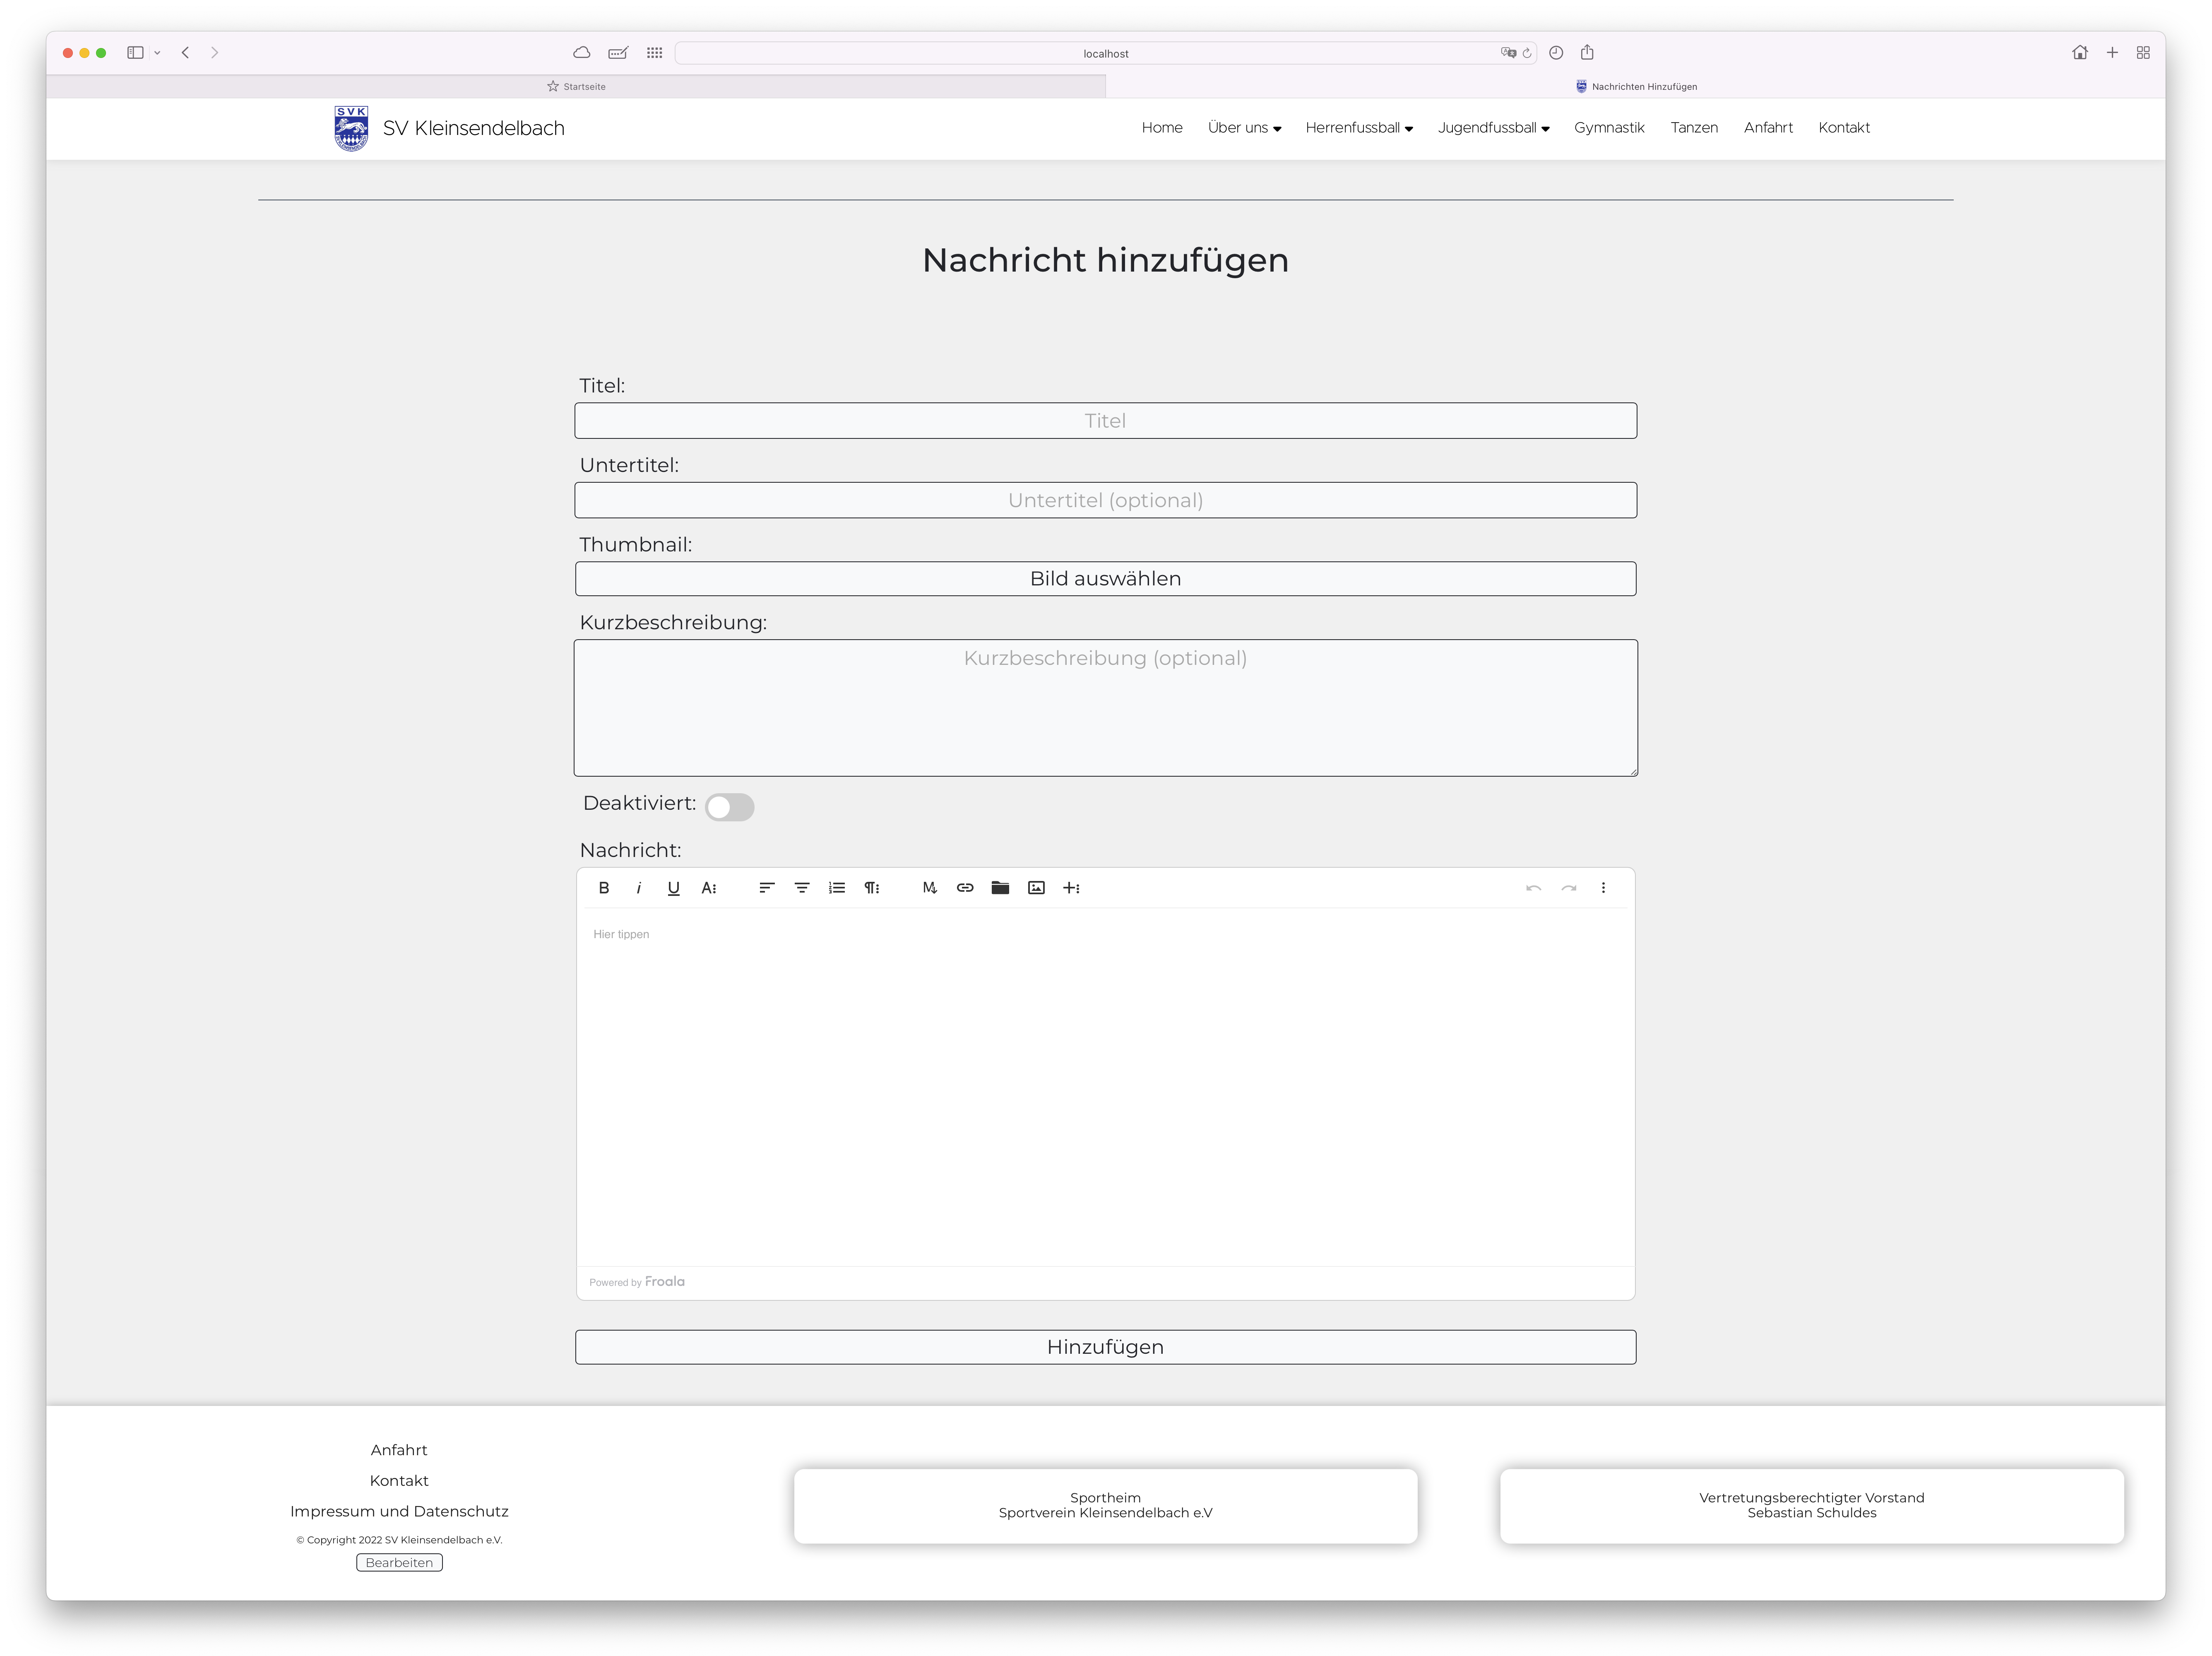 localhost
Startseite
Nachrichten Hinzufügen
SVK
SV Kleinsendelbach
Home Über uns Herrenfussball Jugendfussball Gymnastik Tanzen Anfahrt Kontakt
Nachricht hinzufügen
Titel:
Titel
Untertitel:
Untertitel (optional)
Thumbnail:
Bild auswählen
Kurzbeschreibung:
Kurzbeschreibung (optional)
Deaktiviert:
Nachricht:
Hier tippen
Powered by Froala
Hinzufügen
Anfahrt
Kontakt
Impressum und Datenschutz
© Copyright 2022 SV Kleinsendelbach e.V.
Bearbeiten
Sportheim
Sportverein Kleinsendelbach e.V
Vertretungsberechtigter Vorstand
Sebastian Schuldes